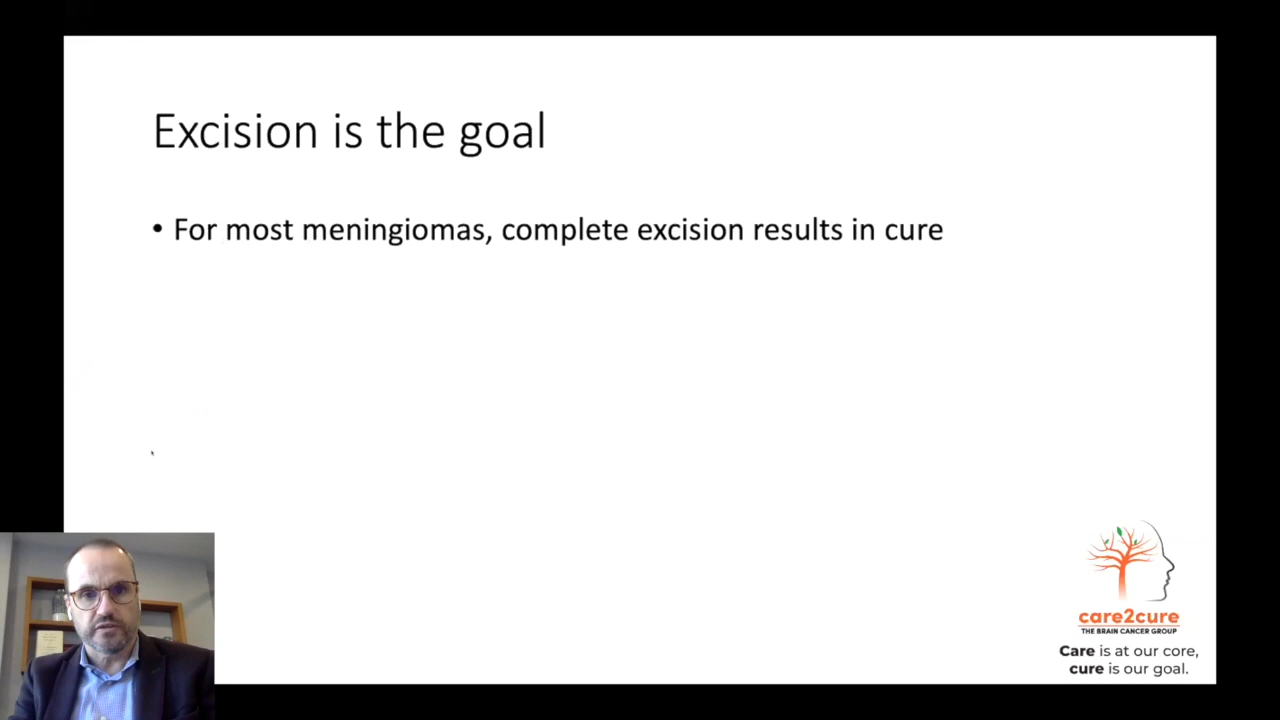 Excision is the goal
• For most meningiomas, complete excision results in cure
care2cure
THE BRAIN CANCER GROUP
Care is at our core,
cure is our goal.